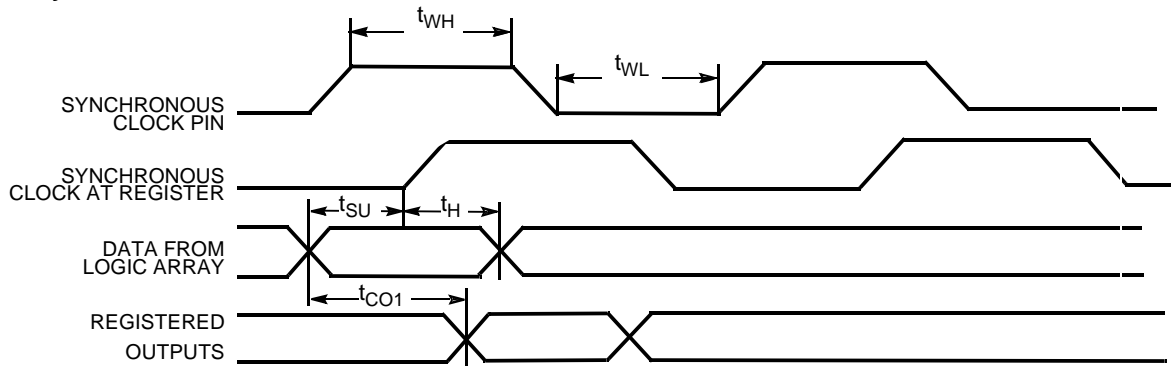 tWH
tWL
SYNCHRONOUS
CLOCK PIN
SYNCHRONOUS
CLOCK AT REGISTER
tSU
tH
DATA FROM
LOGIC ARRAY
tCO1
REGISTERED
OUTPUTS